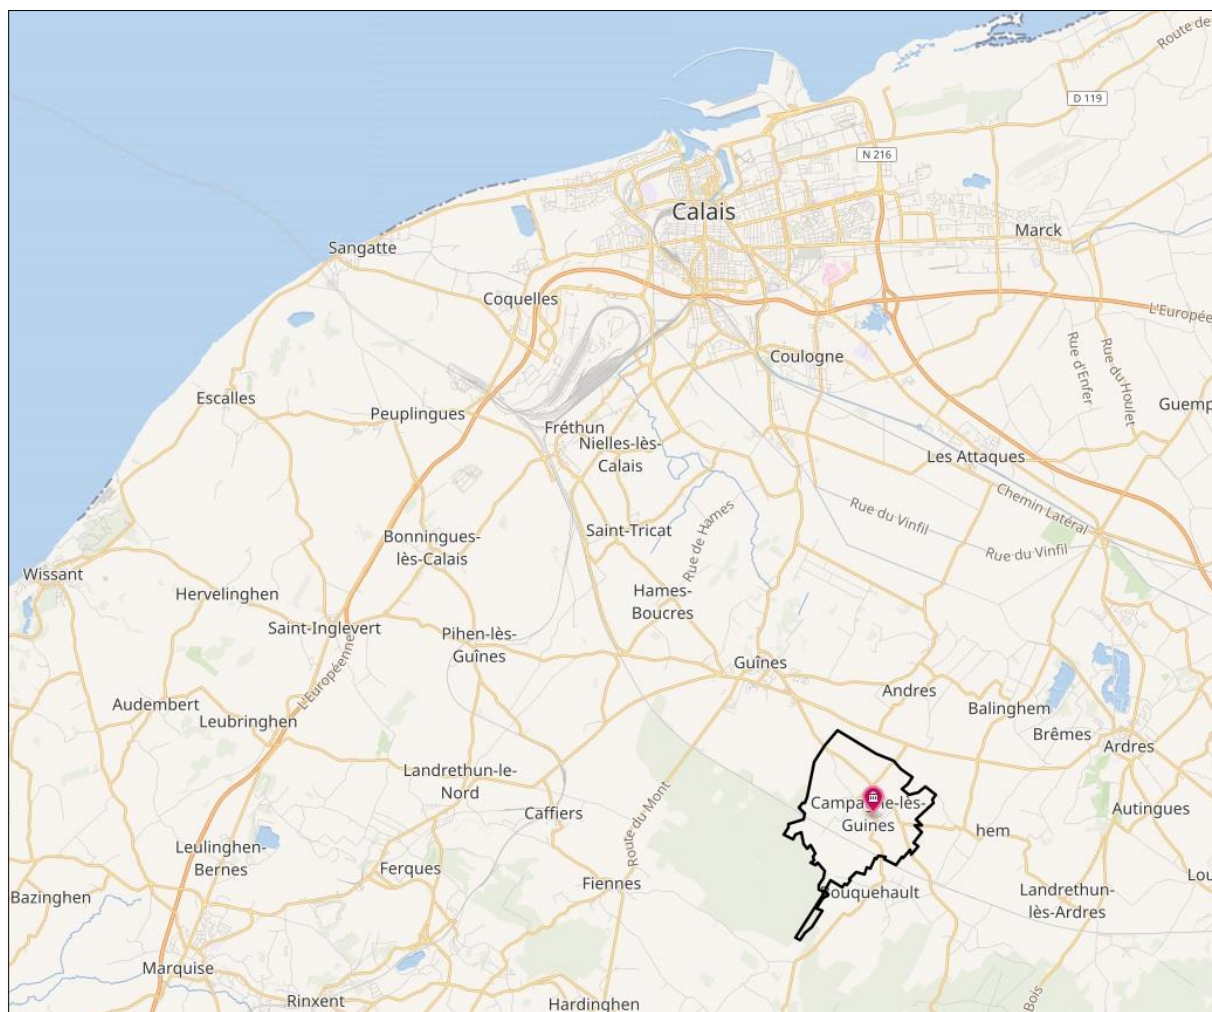 Route de
D 119
N 216
Calais
Marck
Sangatte
Coquelles
L'Europée
Coulogne
Rue d'Enfer
Rue du Houlet
Escalles
Peuplingues
Guemp
Fréthun
Nielles-lès-
Calais
Les Attaques
Chemin Latéral
Rue du Vinfil
Rue de Hames
Saint-Tricat
Bonningues-
lès-Calais
Rue du Vinfil
Wissant
Hervelinghen
Hames-
Boucres
Saint-Inglevert
Pihen-lès-
Guînes
Guînes
L'Européenne
Andres
Audembert
Balinghem
Leubringhen
Brêmes
Ardres
Landrethun-le-
Nord
Route du Mont
Caffiers
Campagne-lès-
Guines
Autingues
hem
Leulinghen-
Bernes
Ferques
Fiennes
Bouquehault
Landrethun-
lès-Ardres
Lou
Bazinghen
Marquise
Rinxent
Hardinghen
Bois